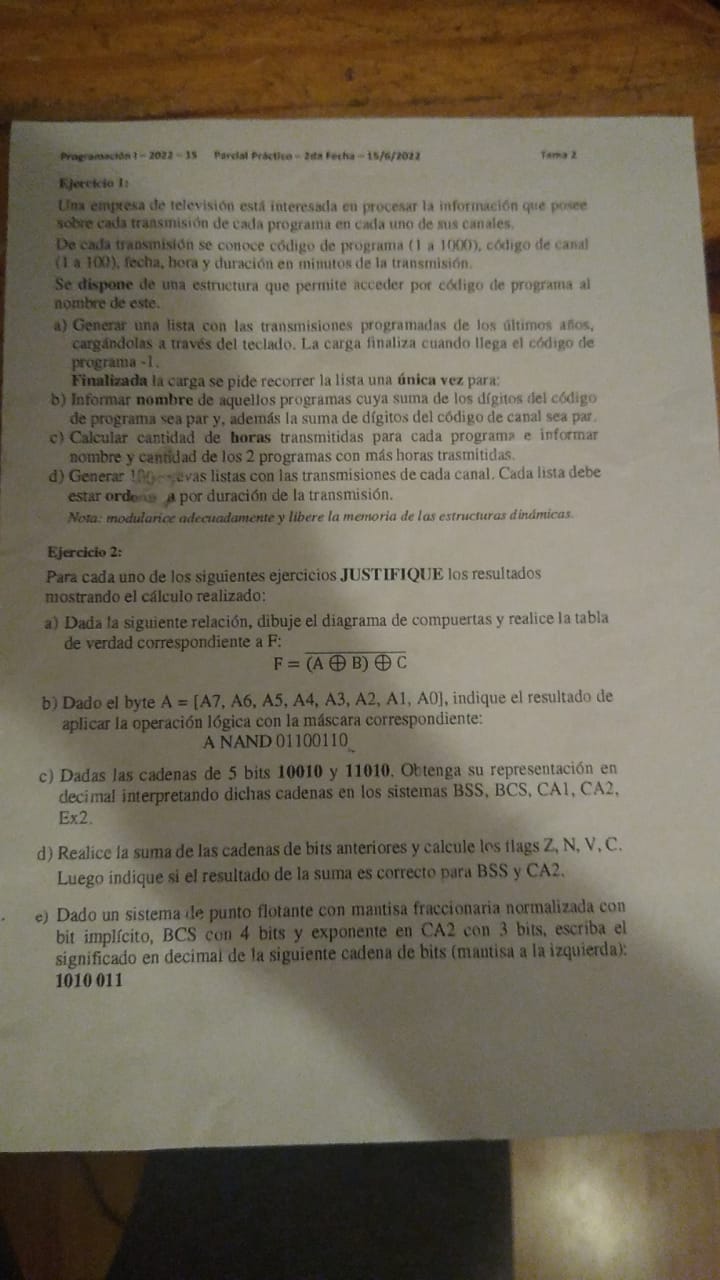 Programación I – 2022 – 1S Parcial Práctico – 2da Fecha – 15/6/2022 Tema 2
Ejercicio 1:
Una empresa de televisión está interesada en procesar la información que posee
sobre cada transmisión de cada programa en cada uno de sus canales.
De cada transmisión se conoce código de programa (1 a 1000), código de canal
(1 a 100), fecha, hora y duración en minutos de la transmisión.
Se dispone de una estructura que permite acceder por código de programa al
nombre de este.
a) Generar una lista con las transmisiones programadas de los últimos años,
cargándolas a través del teclado. La carga finaliza cuando llega el código de
programa -1.
Finalizada la carga se pide recorrer la lista una única vez para:
b) Informar nombre de aquellos programas cuya suma de los dígitos del código
de programa sea par y, además la suma de dígitos del código de canal sea par.
c) Calcular cantidad de horas transmitidas para cada programa e informar
nombre y cantidad de los 2 programas con más horas trasmitidas.
d) Generar listas con las transmisiones de cada canal. Cada lista debe
estar por duración de la transmisión.
Nota: modularice adecuadamente y libere la memoria de las estructuras dinámicas.
Ejercicio 2:
Para cada uno de los siguientes ejercicios JUSTIFIQUE los resultados
mostrando el cálculo realizado:
a) Dada la siguiente relación, dibuje el diagrama de compuertas y realice la tabla
de verdad correspondiente a F:
F = (A ⊕ B) ⊕ C
b) Dado el byte A = [A7, A6, A5, A4, A3, A2, A1, A0], indique el resultado de
aplicar la operación lógica con la máscara correspondiente:
A NAND 01100110
c) Dadas las cadenas de 5 bits 10010 y 11010. Obtenga su representación en
decimal interpretando dichas cadenas en los sistemas BSS, BCS, CA1, CA2,
Ex2.
d) Realice la suma de las cadenas de bits anteriores y calcule los flags Z, N, V, C.
Luego indique si el resultado de la suma es correcto para BSS y CA2.
e) Dado un sistema de punto flotante con mantisa fraccionaria normalizada con
bit implícito, BCS con 4 bits y exponente en CA2 con 3 bits, escriba el
significado en decimal de la siguiente cadena de bits (mantisa a la izquierda):
1010 011